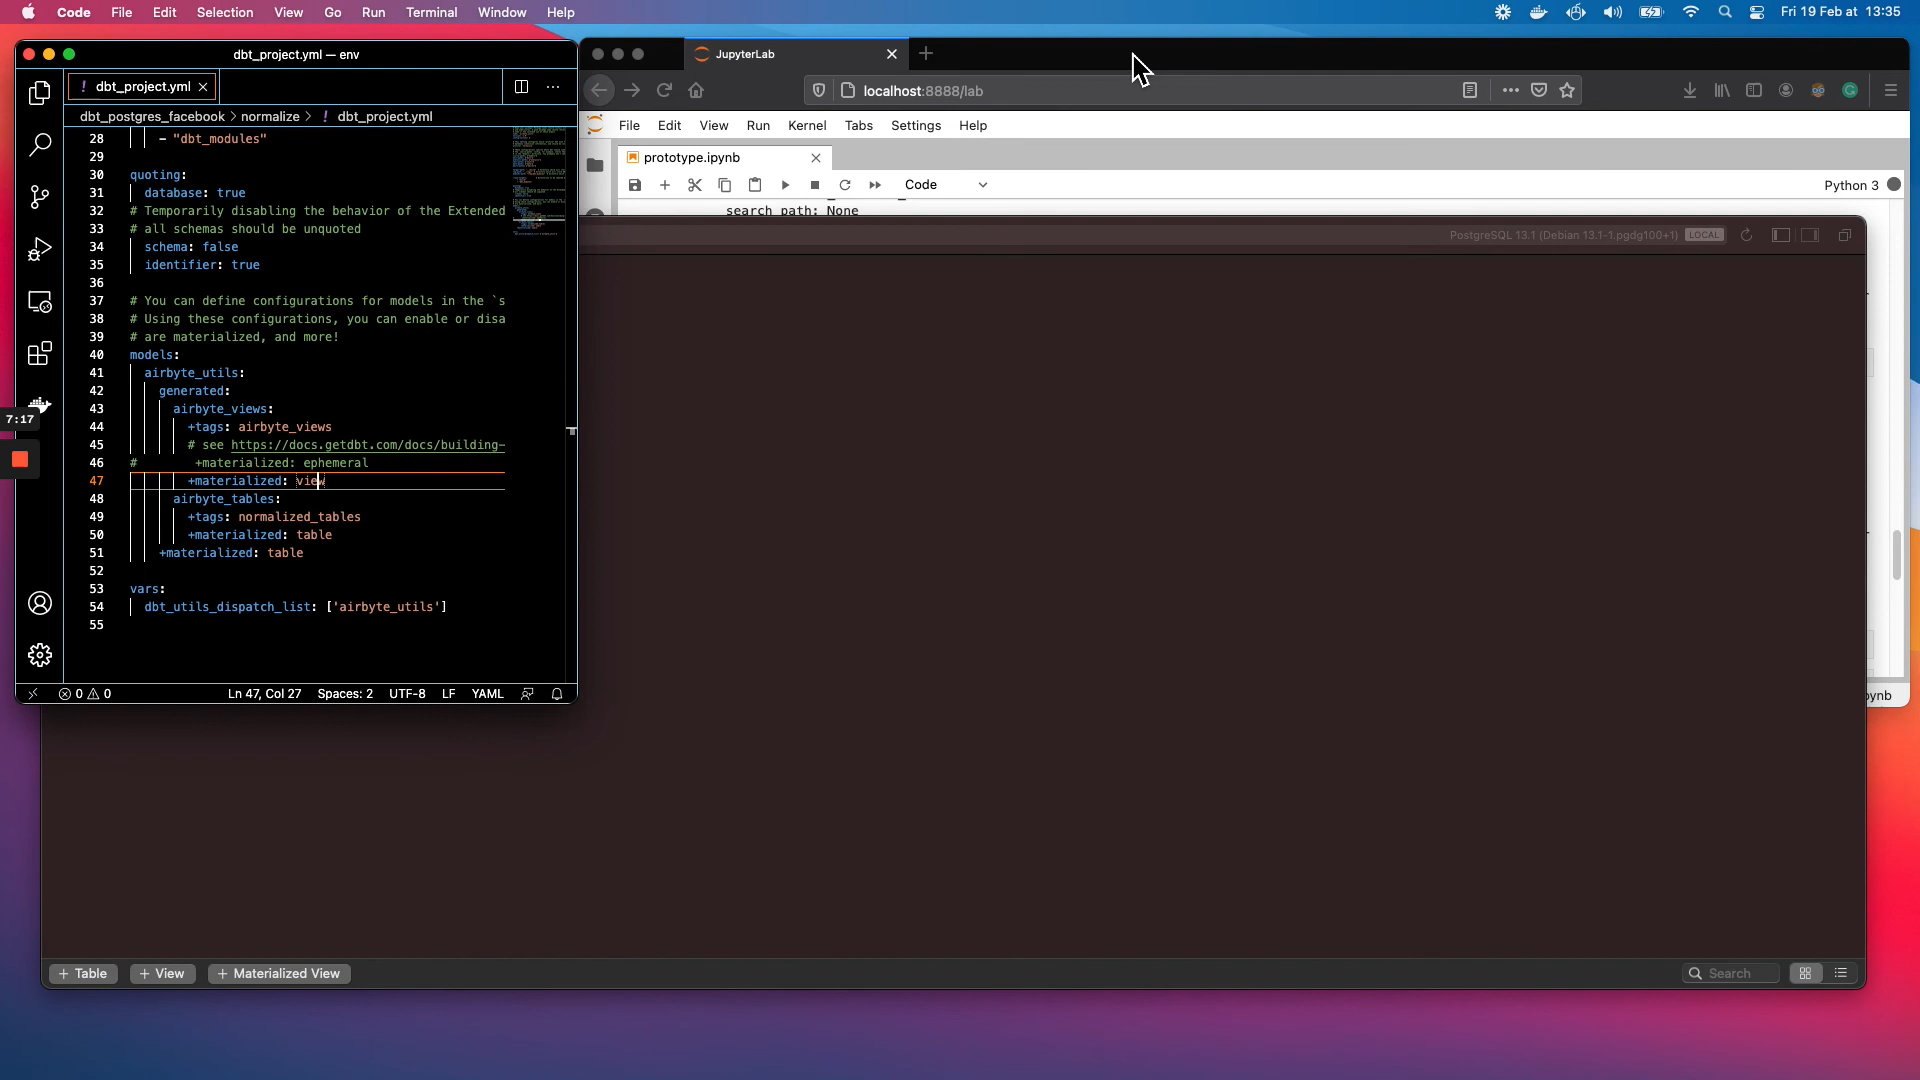 Code File Edit Selection View Go Run Terminal Window Help
Fri 19 Feb at 13:35
dbt_project.yml — env
! dbt_project.yml
dbt_postgres_facebook > normalize > ! dbt_project.yml
28 - "dbt_modules"
29
30 quoting:
31 database: true
32 # Temporarily disabling the behavior of the Extended
33 # all schemas should be unquoted
34 schema: false
35 identifier: true
36
37 # You can define configurations for models in the `s
38 # Using these configurations, you can enable or disa
39 # are materialized, and more!
40 models:
41 airbyte_utils:
42 generated:
43 airbyte_views:
44 +tags: airbyte_views
45 # see https://docs.getdbt.com/docs/building-
46 # +materialized: ephemeral
47 +materialized: view
48 airbyte_tables:
49 +tags: normalized_tables
50 +materialized: table
51 +materialized: table
52
53 vars:
54 dbt_utils_dispatch_list: ['airbyte_utils']
55
7:17
0 0
Ln 47, Col 27 Spaces: 2 UTF-8 LF YAML
JupyterLab
localhost:8888/lab
File Edit View Run Kernel Tabs Settings Help
prototype.ipynb
Code
Python 3
search path: None
PostgreSQL 13.1 (Debian 13.1-1.pgdg100+1) LOCAL
ynb
+ Table + View + Materialized View
Search